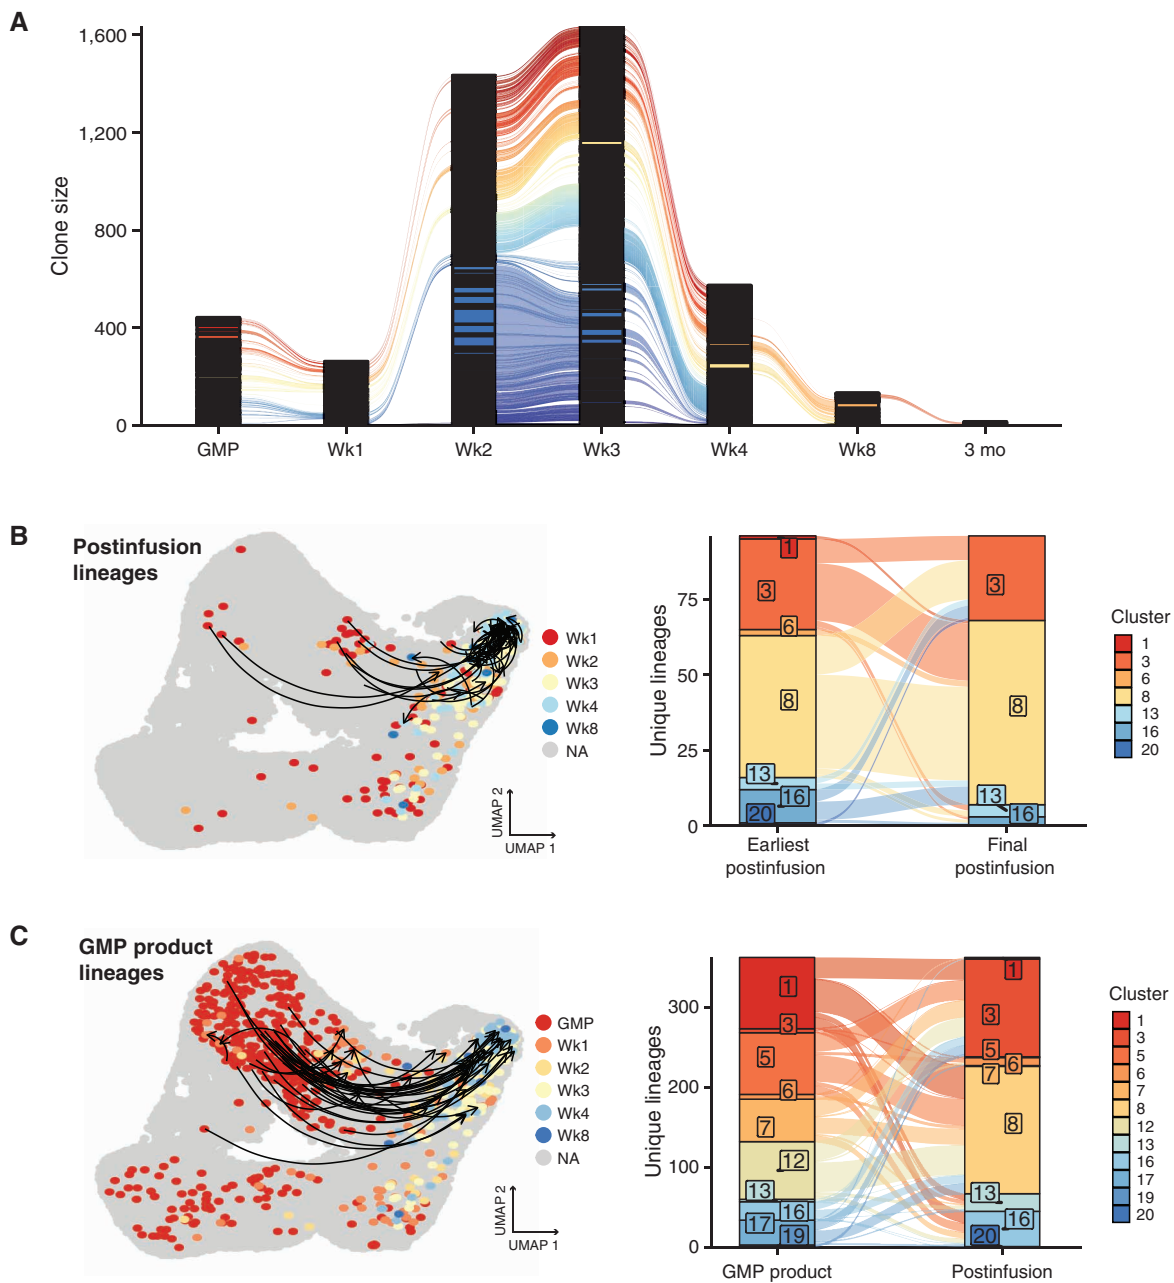 A
1,600
1,200
800
400
0
Clone size
GMP
Wk1
Wk2
Wk3
Wk4
Wk8
3 mo
B
Postinfusion
lineages
Wk1
Wk2
Wk3
Wk4
Wk8
NA
UMAP 2
UMAP 1
75
50
25
0
Unique lineages
1
3
6
8
13
16
20
3
8
13
16
Earliest
postinfusion
Final
postinfusion
Cluster
1
3
6
8
13
16
20
C
GMP product
lineages
GMP
Wk1
Wk2
Wk3
Wk4
Wk8
NA
UMAP 2
UMAP 1
300
200
100
0
Unique lineages
1
3
5
6
7
12
13
16
17
19
1
3
5
6
7
8
13
16
20
GMP product
Postinfusion
Cluster
1
3
5
6
7
8
12
13
16
17
19
20